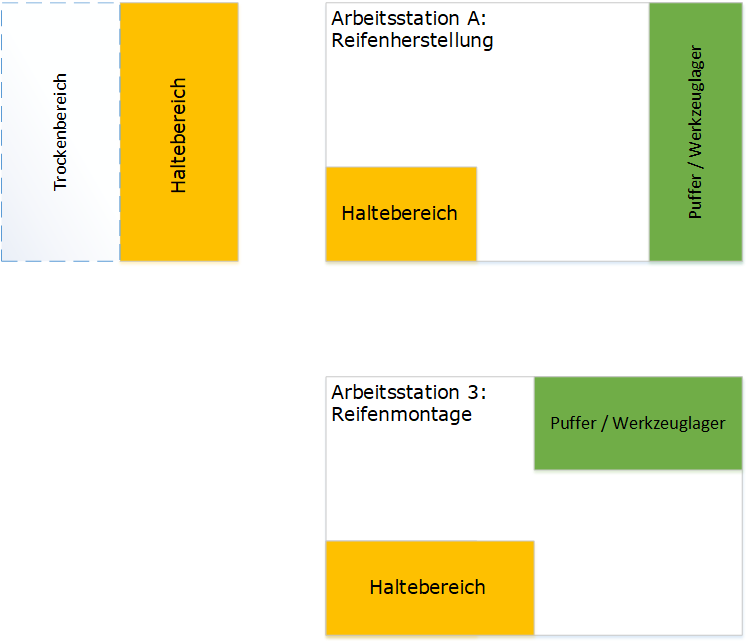 Trockenbereich
Haltebereich
Arbeitsstation A:
Reifenherstellung
Haltebereich
Puffer / Werkzeuglager
Arbeitsstation 3:
Reifenmontage
Puffer / Werkzeuglager
Haltebereich